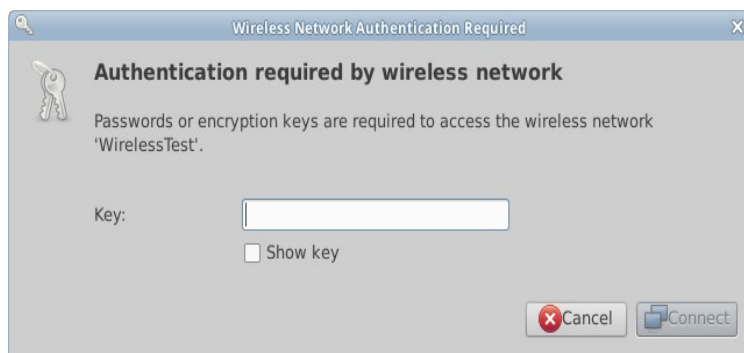 Wireless Network Authentication Required
Authentication required by wireless network
Passwords or encryption keys are required to access the wireless network
'WirelessTest'.
Key:
Show key
Cancel
Connect